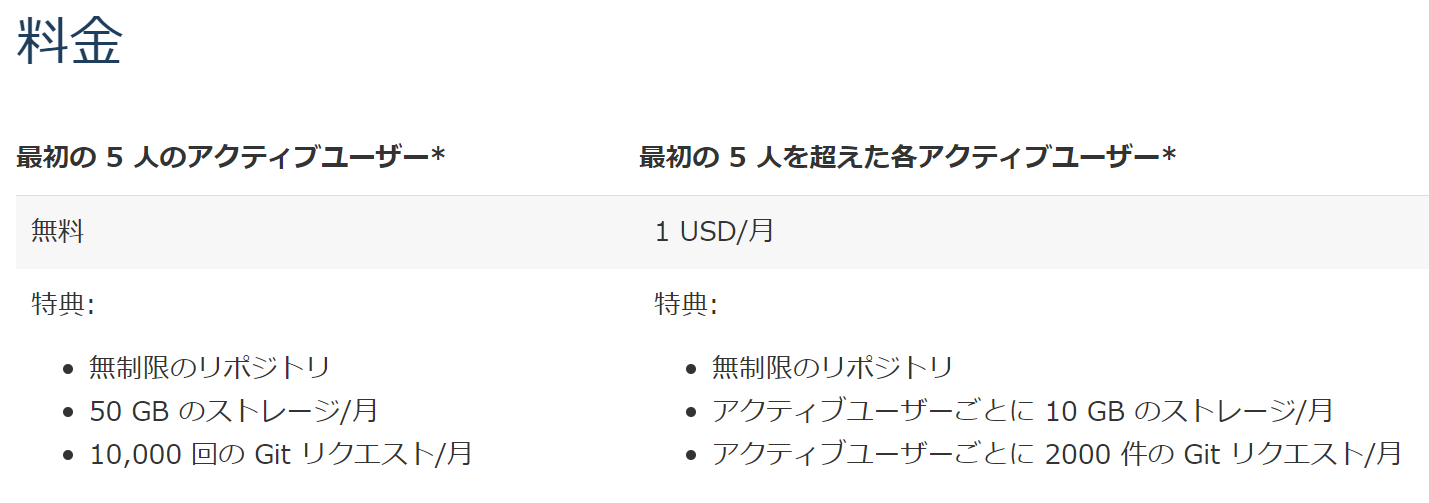 料金
最初の 5 人のアクティブユーザー*
最初の 5 人を超えた各アクティブユーザー*
無料
1 USD/月
特典:
無制限のリポジトリ
50 GB のストレージ/月
10,000 回の Git リクエスト/月
特典:
無制限のリポジトリ
アクティブユーザーごとに 10 GB のストレージ/月
アクティブユーザーごとに 2000 件の Git リクエスト/月